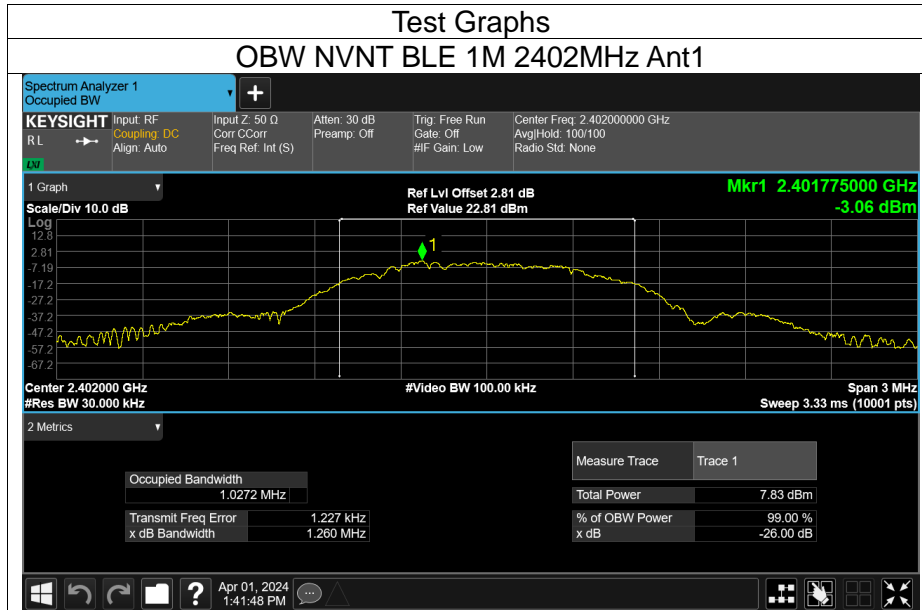 Test Graphs
OBW NVNT BLE 1M 2402MHz Ant1
Spectrum Analyzer 1
Occupied BW
+
KEYSIGHT
R L
LXI
Input: RF
Coupling: DC
Align: Auto
Input Z: 50 Ω
Corr CCorr
Freq Ref: Int (S)
Atten: 30 dB
Preamp: Off
Trig: Free Run
Gate: Off
#IF Gain: Low
Center Freq: 2.402000000 GHz
Avg|Hold: 100/100
Radio Std: None
1 Graph
Scale/Div 10.0 dB
Ref Lvl Offset 2.81 dB
Ref Value 22.81 dBm
Mkr1 2.401775000 GHz
-3.06 dBm
Log
12.8
2.81
-7.19
-17.2
-27.2
-37.2
-47.2
-57.2
-67.2
1
Center 2.402000 GHz
#Res BW 30.000 kHz
#Video BW 100.00 kHz
Span 3 MHz
Sweep 3.33 ms (10001 pts)
2 Metrics
Occupied Bandwidth
1.0272 MHz
Transmit Freq Error 1.227 kHz
x dB Bandwidth 1.260 MHz
Measure Trace Trace 1
Total Power 7.83 dBm
% of OBW Power 99.00 %
x dB -26.00 dB
?
Apr 01, 2024
1:41:48 PM